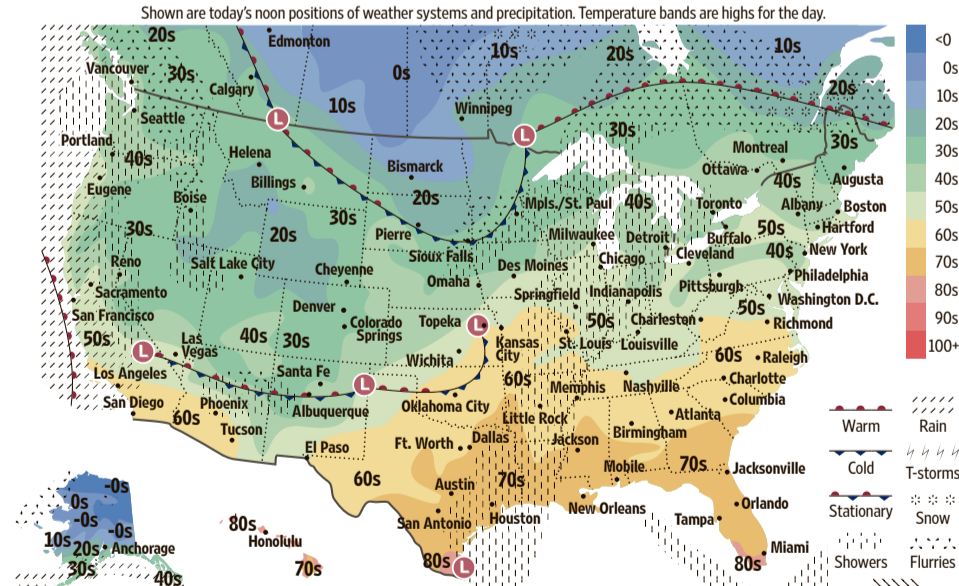 Shown are today's noon positions of weather systems and precipitation. Temperature bands are highs for the day.
20s
Edmonton
10s
20s
<0
Vancouver
30s
0s
0s
Calgary
10s
20s
10s
Winnipeg
Seattle
20s
30s
Portland
40s
Helena
Montreal
30s
30s
Bismarck
Ottawa
40s
Eugene
Billings
20s
Augusta
40s
Boise
Mpls./St. Paul
40s
Toronto
Albany
Boston
50s
30s
30s
Pierre
Milwaukee
Detroit
Buffalo
50s
Hartford
60s
20s
Sioux Falls
Chicago
Cleveland
40s
New York
Reno
Salt Lake City
Cheyenne
Omaha
Des Moines
Pittsburgh
Philadelphia
70s
Sacramento
Springfield
Indianapolis
80s
Denver
50s
Washington D.C.
San Francisco
Topeka
L
50s
Charleston
Richmond
90s
50s
Las
Vegas
40s
30s
Colorado
Springs
Kansas
City
St. Louis
Louisville
100+
L
L
L
L
L
Wichita
60s
Raleigh
Los Angeles
Santa Fe
60s
Memphis
Nashville
Charlotte
San Diego
60s
Phoenix
Albuquerque
Oklahoma City
Little Rock
Columbia
Atlanta
Warm
Rain
Tucson
El Paso
Ft. Worth
Dallas
Jackson
Birmingham
60s
Austin
70s
Mobile
70s
Jacksonville
Cold
T-storms
San Antonio
Houston
New Orleans
Orlando
Stationary
Snow
Tampa
-0s
0s
-0s
-0s
80s
Honolulu
10s
20s
Anchorage
30s
40s
70s
80s
Miami
80s
Showers
Flurries